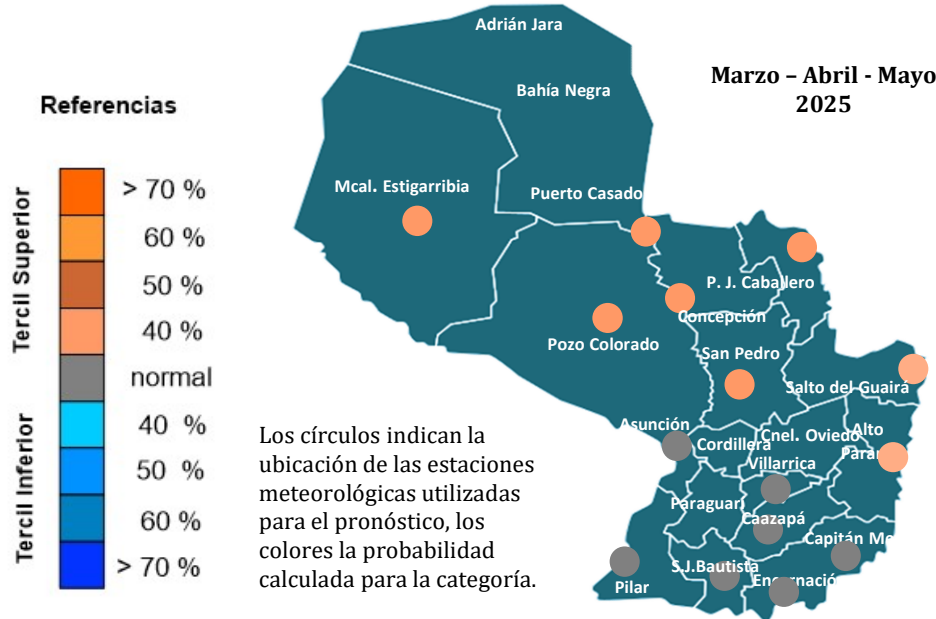 Adrián Jara
Marzo – Abril - Mayo
2025
Bahía Negra
Referencias
Tercil Superior
> 70 %
60 %
50 %
40 %
normal
Tercil Inferior
40 %
50 %
60 %
> 70 %
Mcal. Estigarribia
Puerto Casado
P. J. Caballero
Concepción
Pozo Colorado
San Pedro
Salto del Guairá
Asunción
Cordillera
Cnel. Oviedo
Alto
Villarrica
Paraguarí
Caazapá
Capitán
S.J.Bautista
Pilar
Los círculos indican la
ubicación de las estaciones
meteorológicas utilizadas
para el pronóstico, los
colores la probabilidad
calculada para la categoría.